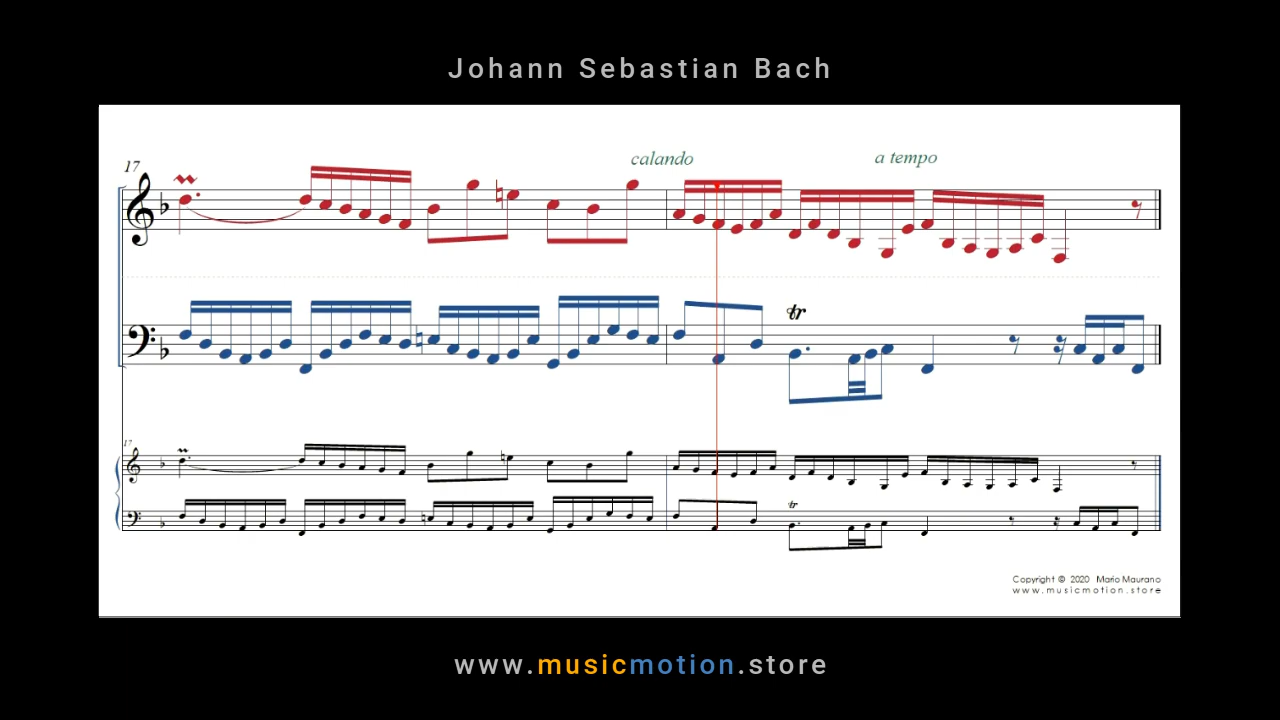 Johann Sebastian Bach
17
calando
a tempo
tr
17
tr
Copyright © 2020 Mario Maurano
www.musicmotion.store
www.musicmotion.store